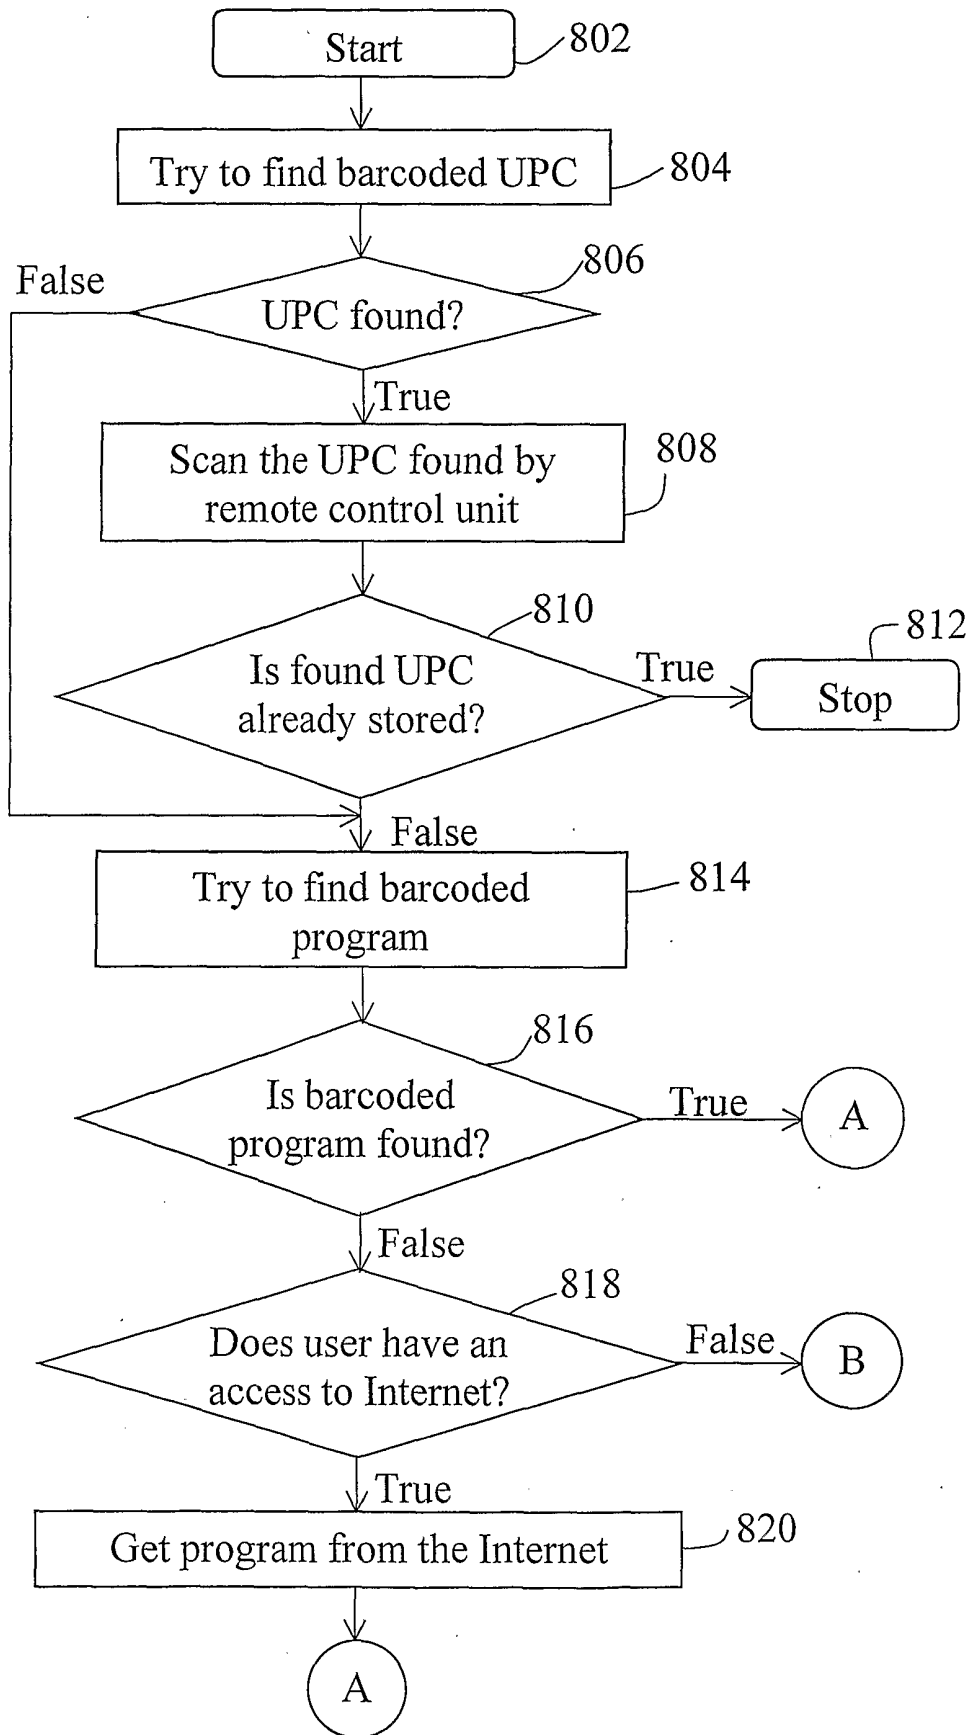 Start
802
Try to find barcoded UPC
804
806
False
UPC found?
True
Scan the UPC found by
remote control unit
808
810
812
Is found UPC
already stored?
True
Stop
False
Try to find barcoded
program
814
816
Is barcoded
program found?
True
A
False
818
Does user have an
access to Internet?
False
B
True
Get program from the Internet
820
A